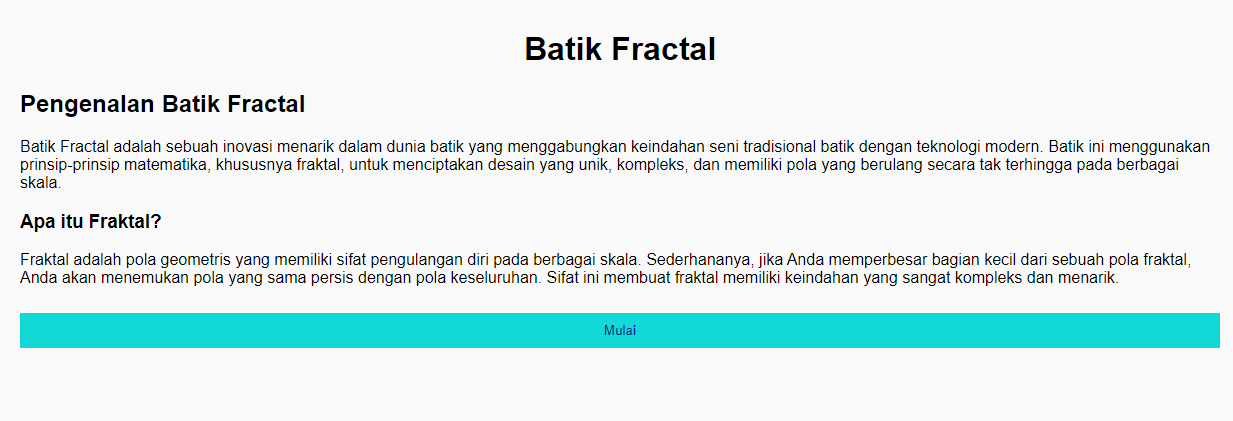 Batik Fractal
Pengenalan Batik Fractal
Batik Fractal adalah sebuah inovasi menarik dalam dunia batik yang menggabungkan keindahan seni tradisional batik dengan teknologi modern. Batik ini menggunakan
prinsip-prinsip matematika, khususnya fraktal, untuk menciptakan desain yang unik, kompleks, dan memiliki pola yang berulang secara tak terhingga pada berbagai
skala.
Apa itu Fraktal?
Fraktal adalah pola geometris yang memiliki sifat pengulangan diri pada berbagai skala. Sederhananya, jika Anda memperbesar bagian kecil dari sebuah pola fraktal,
Anda akan menemukan pola yang sama persis dengan pola keseluruhan. Sifat ini membuat fraktal memiliki keindahan yang sangat kompleks dan menarik.
Mulai